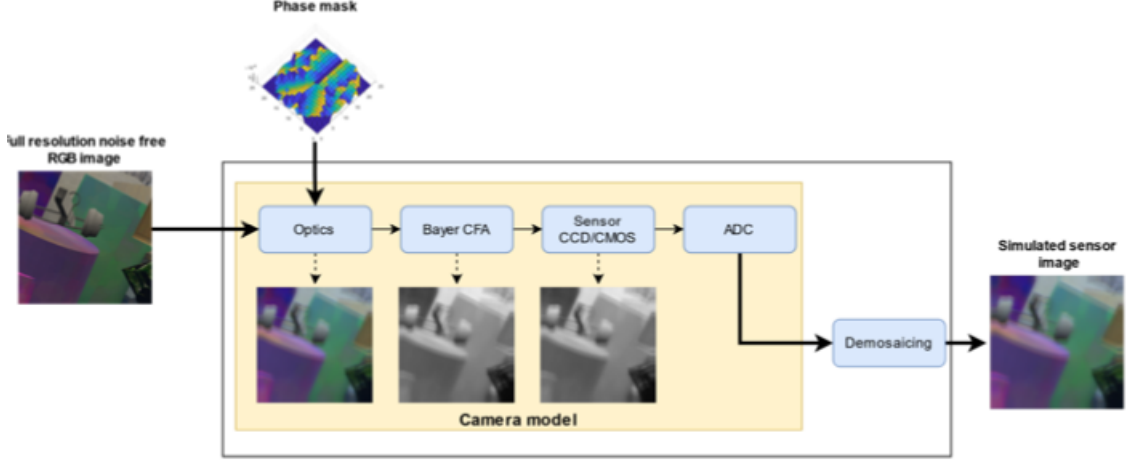 Phase mask
ull resolution noise free
RGB image
Optics
Bayer CFA
Sensor
CCD/CMOS
ADC
Simulated sensor
image
Demosaicing
Camera model